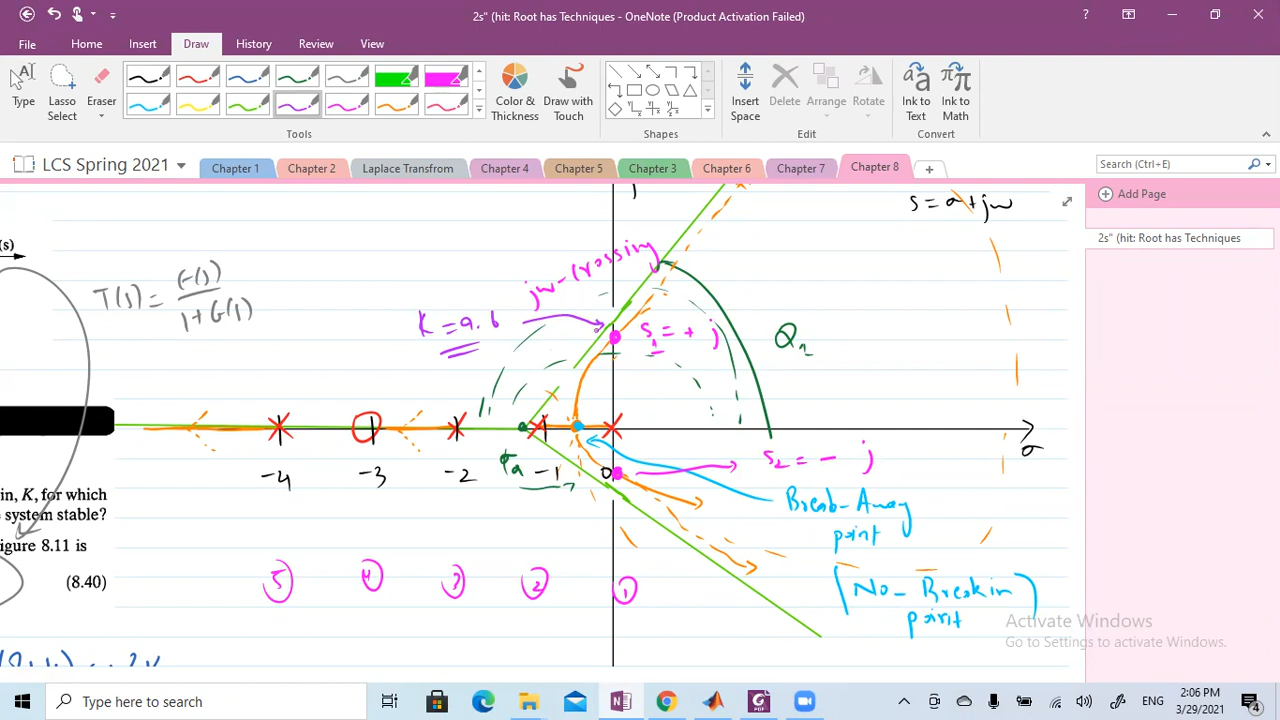 2s" (hit: Root has Techniques - OneNote (Product Activation Failed)
File Home Insert Draw History Review View
Type
Lasso Select
Eraser
Color & Thickness
Draw with Touch
Insert Space
Delete
Arrange
Rotate
Ink to Text
Ink to Math
Tools
Shapes
Edit
Convert
LCS Spring 2021
Chapter 1
Chapter 2
Laplace Transfrom
Chapter 4
Chapter 5
Chapter 3
Chapter 6
Chapter 7
Chapter 8
Search (Ctrl+E)
Add Page
2s" (hit: Root has Techniques
s = σ + jw
(s)
T(s) = G(s) / 1+G(s)
jw-crossing
K = 9.6
s1 = + j
σ
-4 -3 -2 -1 0
s2 = - j
Break-Away
point
in, K, for which
e system stable?
igure 8.11 is
(8.40)
5 4 3 2 1
(No-Breakin
point)
Activate Windows
Go to Settings to activate Windows.
Type here to search
ENG
2:06 PM
3/29/2021
4